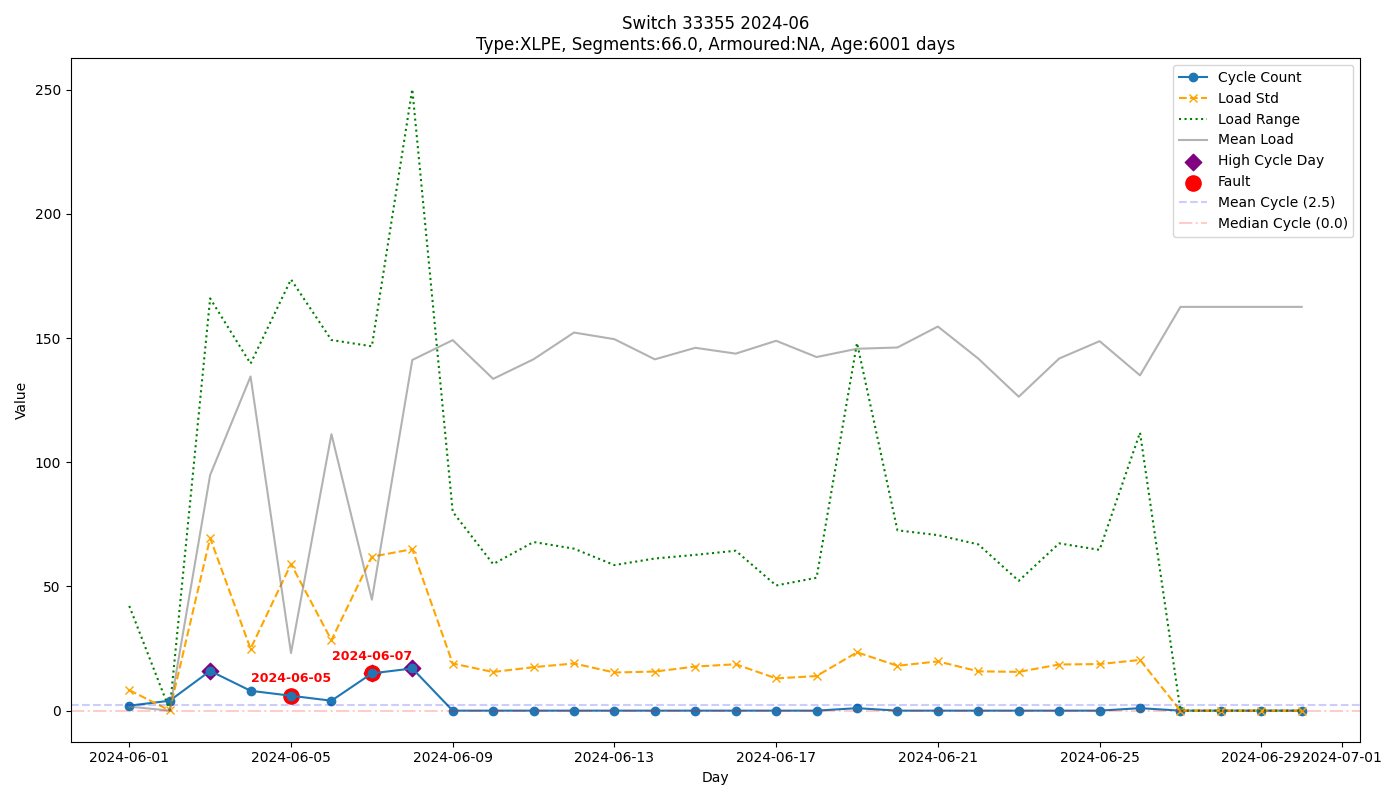 Switch 33355 2024-06
Type:XLPE, Segments:66.0, Armoured:NA, Age:6001 days
Value
250
200
150
100
50
0
Cycle Count
Load Std
Load Range
Mean Load
High Cycle Day
Fault
Mean Cycle (2.5)
Median Cycle (0.0)
2024-06-05
2024-06-07
2024-06-01
2024-06-05
2024-06-09
2024-06-13
2024-06-17
2024-06-21
2024-06-25
2024-06-29
2024-07-01
Day